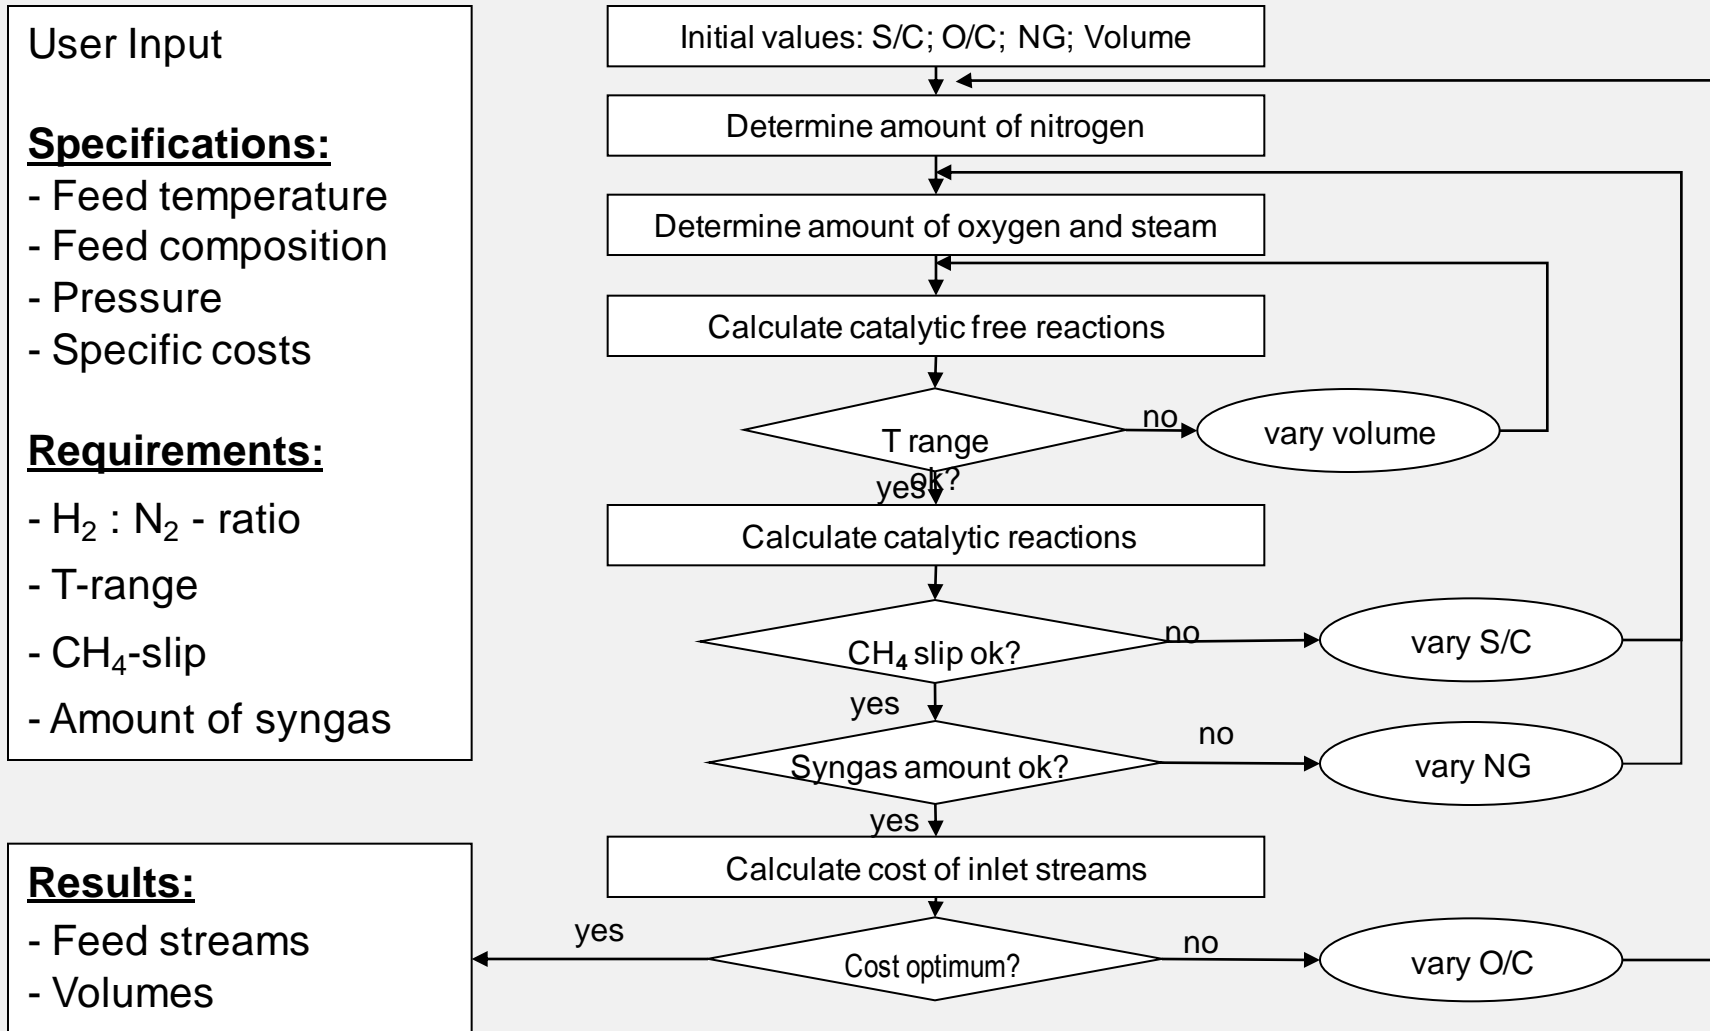 User Input
Specifications:
- Feed temperature
- Feed composition
- Pressure
- Specific costs
Requirements:
- H₂ : N₂ - ratio
- T-range
- CH₄-slip
- Amount of syngas
Results:
- Feed streams
- Volumes
Initial values: S/C; O/C; NG; Volume
Determine amount of nitrogen
Determine amount of oxygen and steam
Calculate catalytic free reactions
T range
ok?
no
vary volume
yes
Calculate catalytic reactions
CH₄ slip ok?
no
vary S/C
yes
Syngas amount ok?
no
vary NG
yes
Calculate cost of inlet streams
Cost optimum?
yes
no
vary O/C